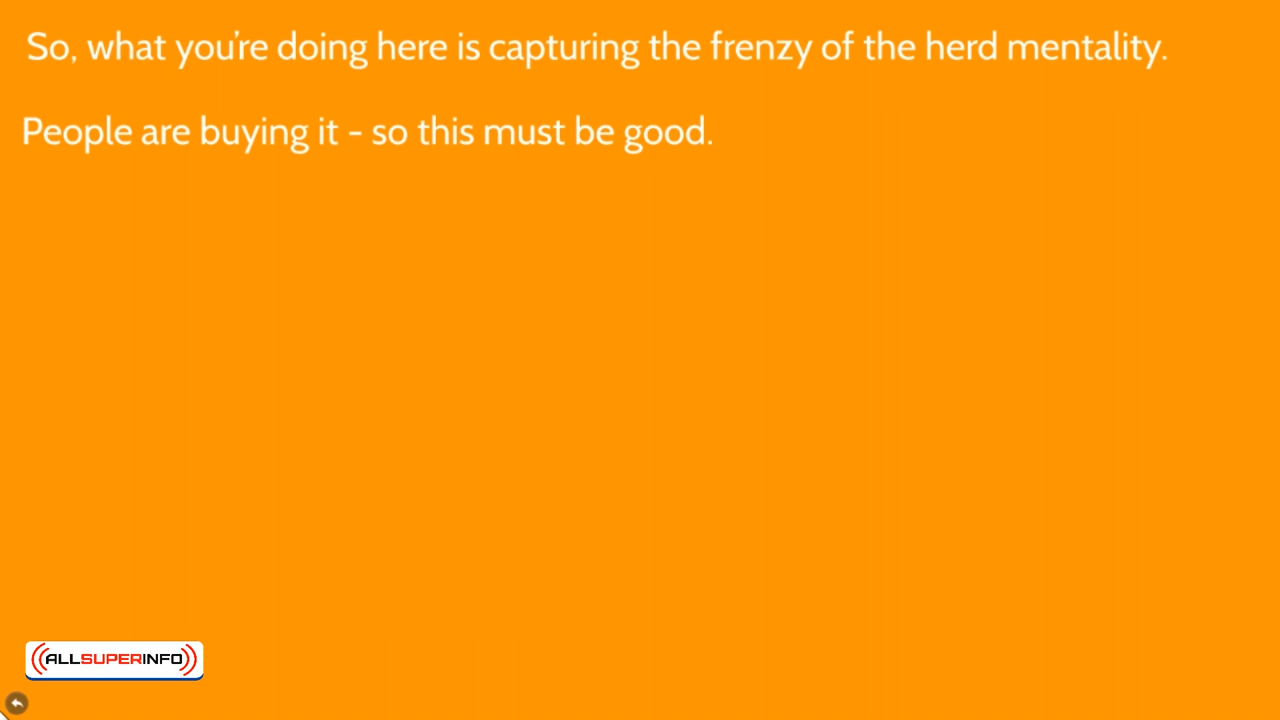 So, what you're doing here is capturing the frenzy of the herd mentality.
People are buying it - so this must be good.
ALLSUPERINFO